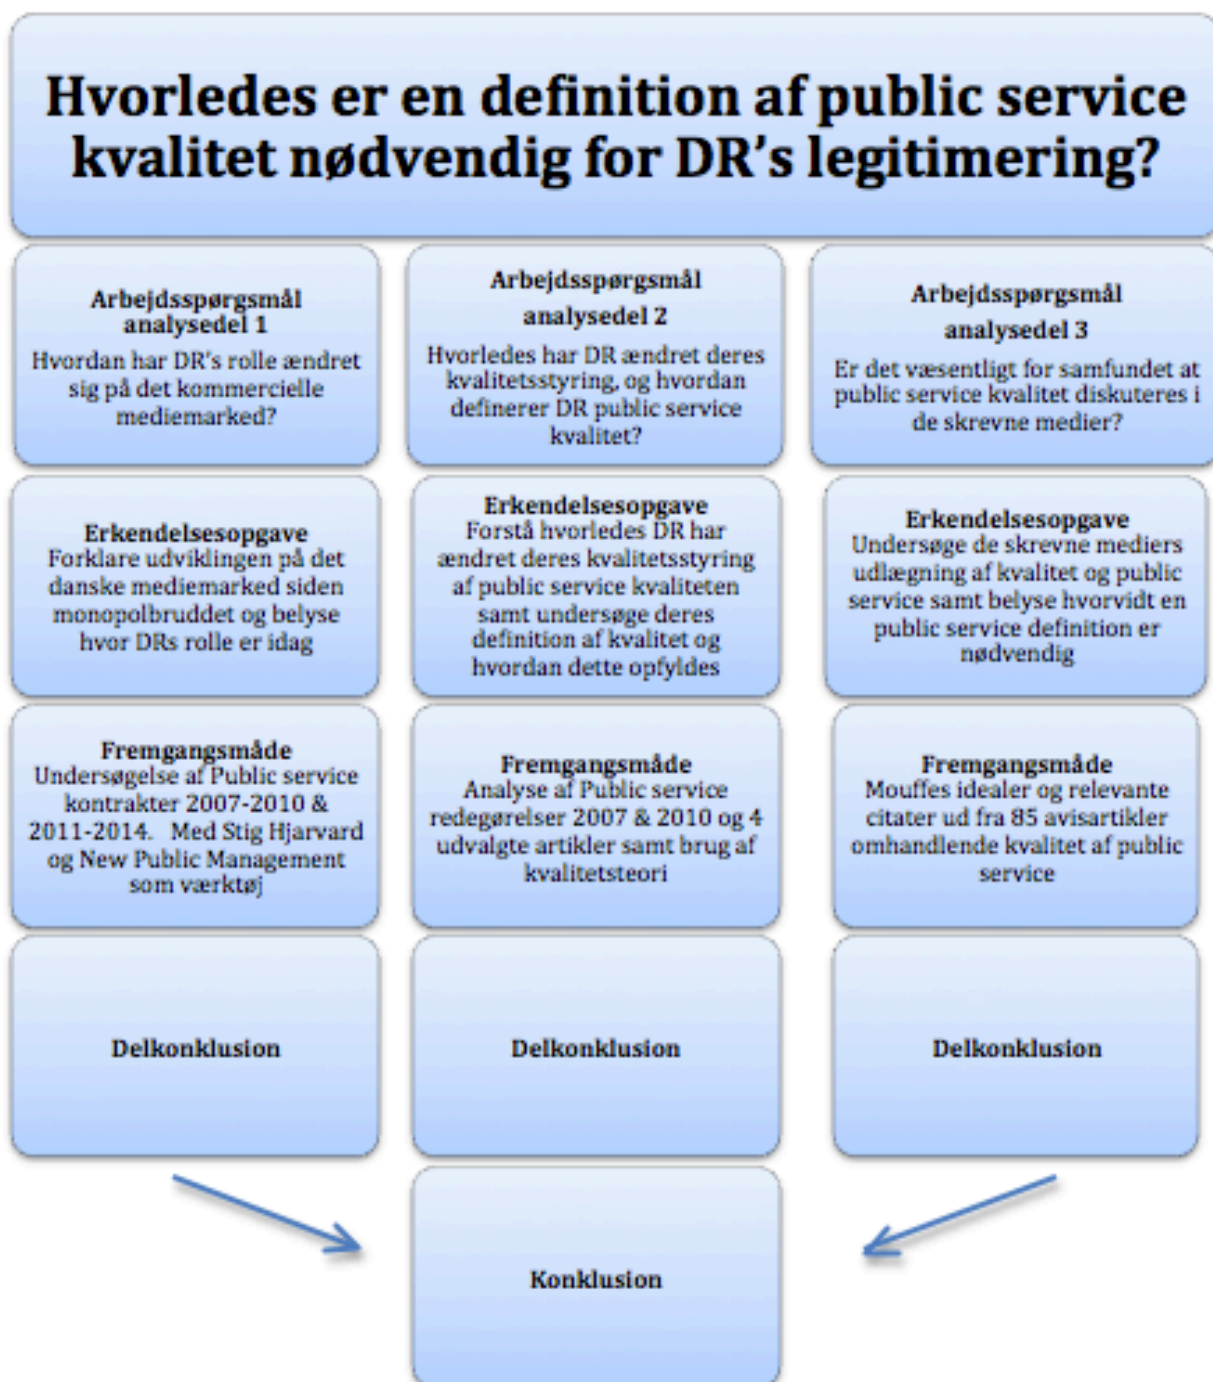 Hvorledes er en definition af public service
kvalitet nødvendig for DR's legitimering?
Arbejdsspørgsmål
analysedel 1
Hvordan har DR's rolle ændret
sig på det kommercielle
mediemarked?
Erkendelsesopgave
Forklare udviklingen på det
danske mediemarked siden
monopolbruddet og belyse
hvor DRs rolle er idag
Fremgangsmåde
Undersøgelse af Public service
kontrakter 2007-2010 &
2011-2014. Med Stig Hjarvard
og New Public Management
som værktøj
Delkonklusion
Arbejdsspørgsmål
analysedel 2
Hvorledes har DR ændret deres
kvalitetsstyring, og hvordan
definerer DR public service
kvalitet?
Erkendelsesopgave
Forstå hvorledes DR har
ændret deres kvalitetsstyring
af public service kvaliteten
samt undersøge deres
definition af kvalitet og
hvordan dette opfyldes
Fremgangsmåde
Analyse af Public service
redegørelser 2007 & 2010 og 4
udvalgte artikler samt brug af
kvalitetsteori
Delkonklusion
Arbejdsspørgsmål
analysedel 3
Er det væsentligt for samfundet at
public service kvalitet diskuteres i
de skrevne medier?
Erkendelsesopgave
Undersøge de skrevne mediers
udlægning af kvalitet og public
service samt belyse hvorvidt en
public service definition er
nødvendig
Fremgangsmåde
Mouffes idealer og relevante
citater ud fra 85 avisartikler
omhandlende kvalitet af public
service
Delkonklusion
Konklusion